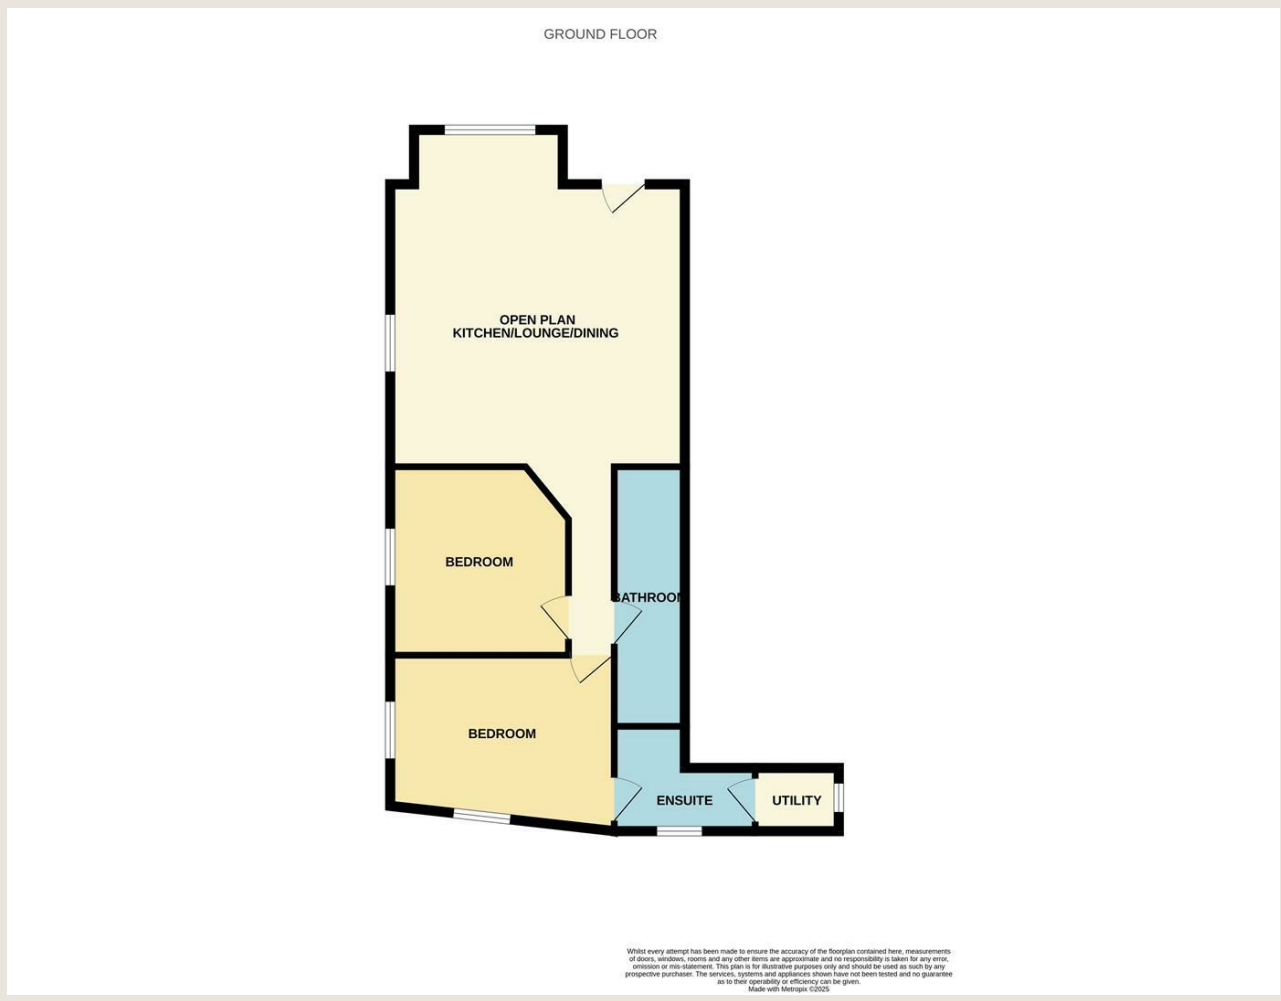 GROUND FLOOR
OPEN PLAN
KITCHEN/LOUNGE/DINING
BEDROOM
BATHROOM
BEDROOM
ENSUITE
UTILITY
Whilst every attempt has been made to ensure the accuracy of the floorplan contained here, measurements
of doors, windows, rooms and any other items are approximate and no responsibility is taken for any error,
omission or mis-statement. This plan is for illustrative purposes only and should be used as such by any
prospective purchaser. The services, systems and appliances shown have not been tested and no guarantee
as to their operability or efficiency can be given.
Made with Metropix ©2025